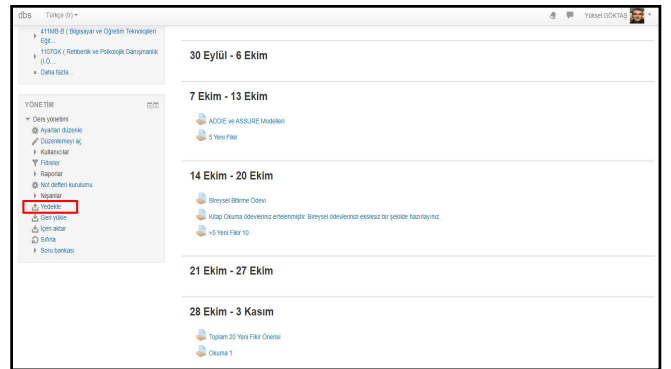 dbs Türkçe (tr) Yüksel GÖKTAŞ
411MB-B ( Bilgisayar ve Öğretim Teknolojileri
Eğit...
1107GK ( Rehberlik ve Psikolojik Danışmanlık
(İ.Ö....
Daha fazla...
YÖNETİM
Ders yönetimi
Ayarları düzenle
Düzenlemeyi aç
Kullanıcılar
Filtreler
Raporlar
Not defteri kurulumu
Nişanlar
Yedekle
Geri yükle
İçeri aktar
Sıfırla
Soru bankası
30 Eylül - 6 Ekim
7 Ekim - 13 Ekim
ADDIE ve ASSURE Modelleri
5 Yeni Fikir
14 Ekim - 20 Ekim
Bireysel Bitirme Ödevi
Kitap Okuma ödevleriniz ertelenmiştir. Bireysel ödevlerinizi eksiksiz bir şekilde hazırlayınız.
+5 Yeni Fikir 10
21 Ekim - 27 Ekim
28 Ekim - 3 Kasım
Toplam 20 Yeni Fikir Önerisi
Okuma 1